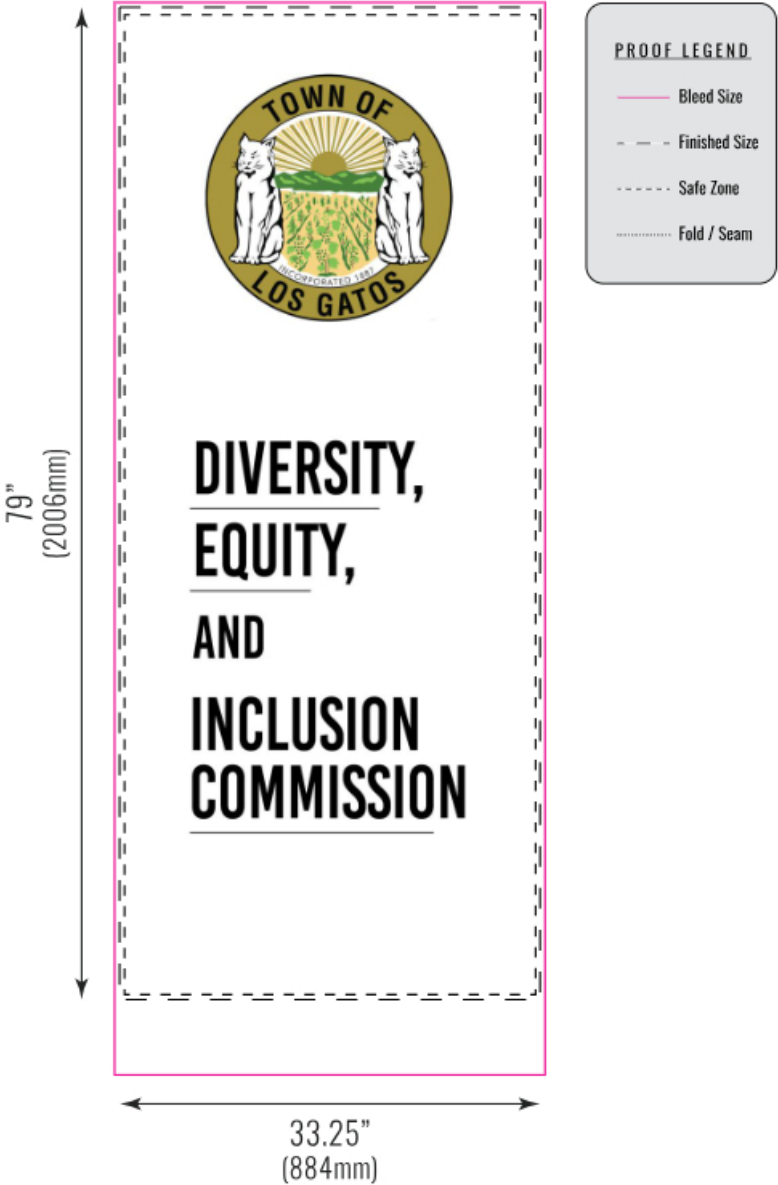 TOWN OF
INCORPORATED 1887
LOS GATOS
DIVERSITY,
EQUITY,
AND
INCLUSION
COMMISSION
79”
(2006mm)
33.25”
(884mm)
PROOF LEGEND
Bleed Size
Finished Size
Safe Zone
Fold / Seam